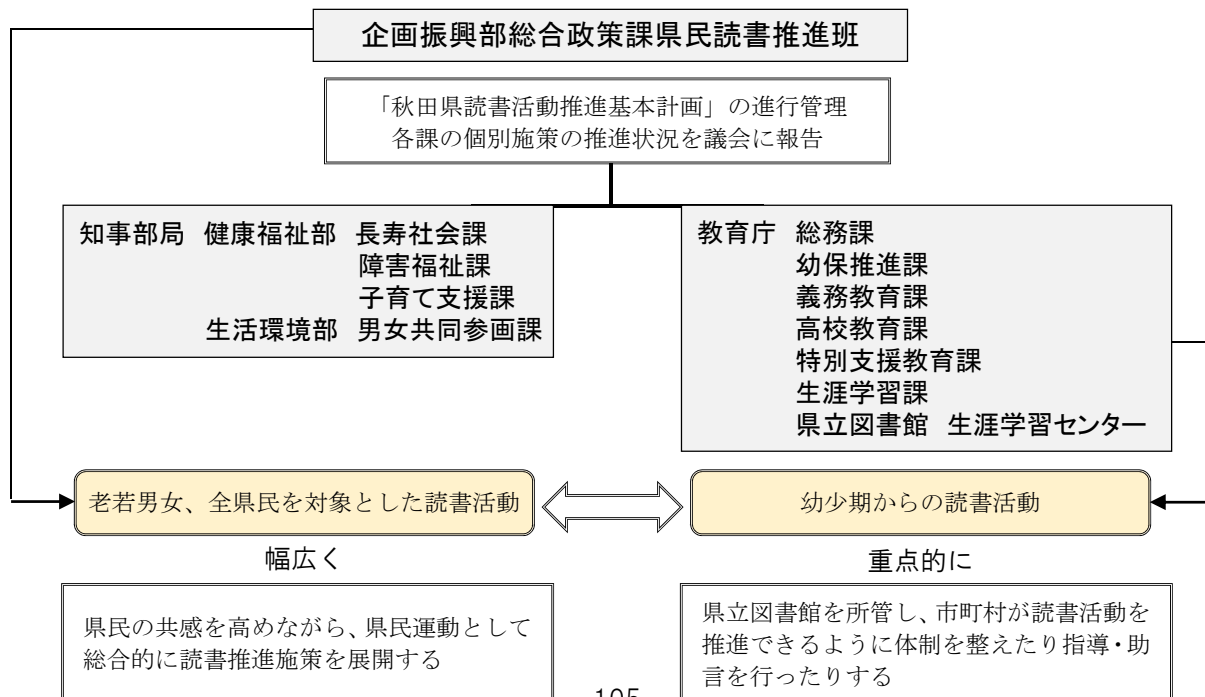 企画振興部総合政策課県民読書推進班
「秋田県読書活動推進基本計画」の進行管理
各課の個別施策の推進状況を議会に報告
知事部局 健康福祉部 長寿社会課
障害福祉課
子育て支援課
生活環境部 男女共同参画課
教育庁 総務課
幼保推進課
義務教育課
高校教育課
特別支援教育課
生涯学習課
県立図書館 生涯学習センター
老若男女、全県民を対象とした読書活動
幼少期からの読書活動
幅広く
重点的に
県民の共感を高めながら、県民運動として
総合的に読書推進施策を展開する
県立図書館を所管し、市町村が読書活動を
推進できるように体制を整えたり指導・助
言を行ったりする
105